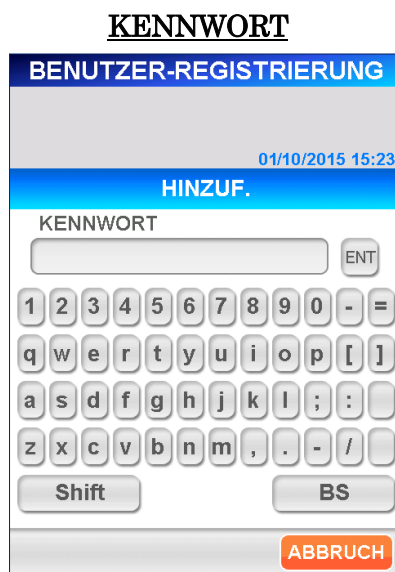 KENNWORT
BENUTZER-REGISTRIERUNG
01/10/2015 15:23
HINZUF.
KENNWORT
ENT
1 2 3 4 5 6 7 8 9 0 - =
q w e r t y u i o p [ ]
a s d f g h j k l ; :
z x c v b n m , . - /
Shift BS
ABBRUCH